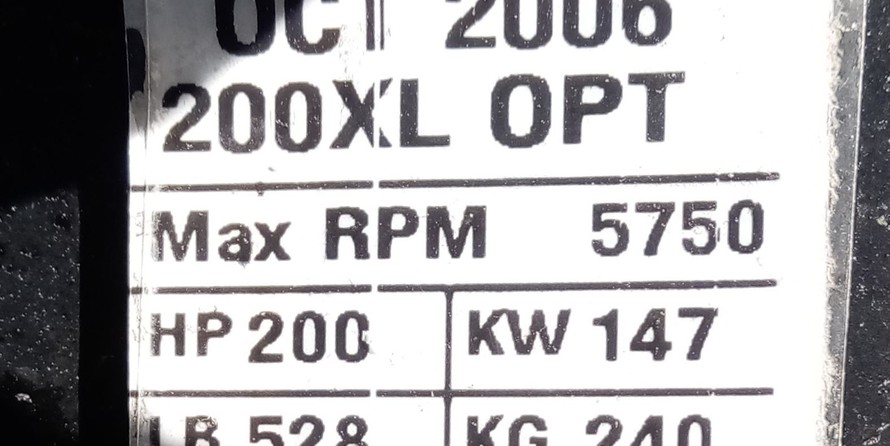 OCT 2006
200XL OPT
Max RPM 5750
HP 200 KW 147
LB 528 KG 240